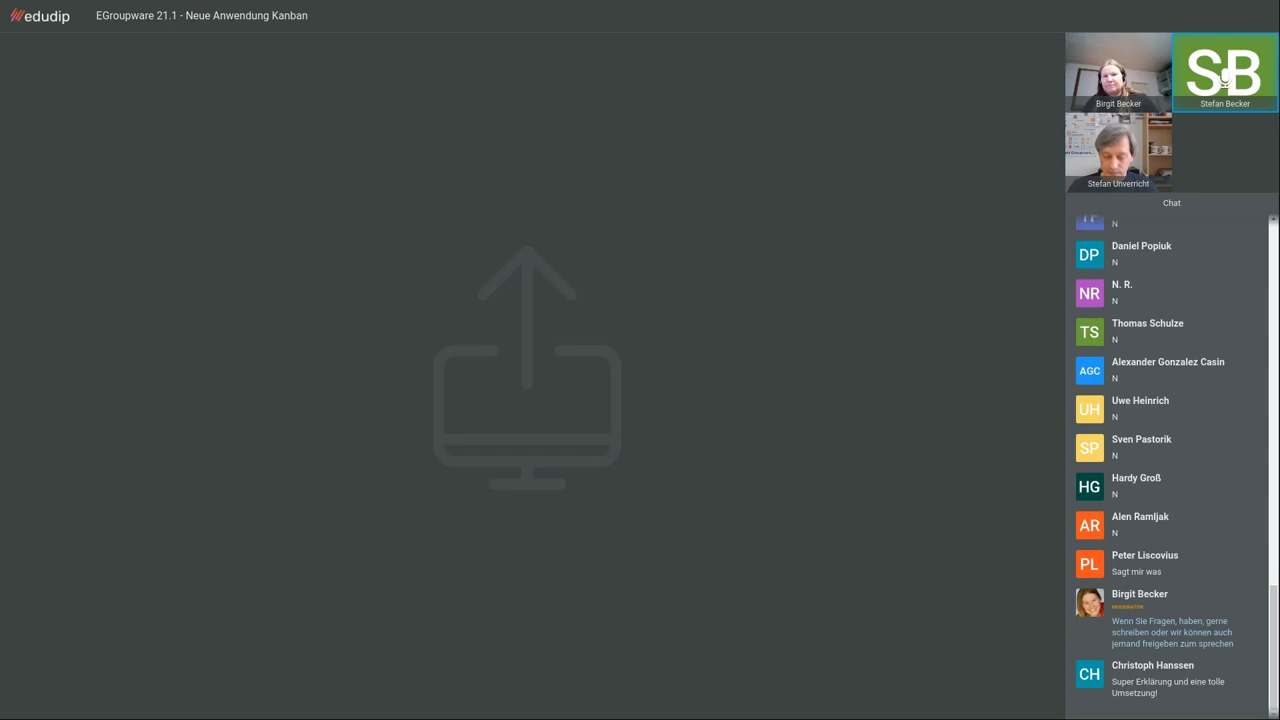 edudip
EGroupware 21.1 - Neue Anwendung Kanban
Birgit Becker
SB
Stefan Becker
Stefan Unverricht
Chat
N
DP
Daniel Popiuk
N
NR
N. R.
N
TS
Thomas Schulze
N
AGC
Alexander Gonzalez Casin
N
UH
Uwe Heinrich
N
SP
Sven Pastorik
N
HG
Hardy Groß
N
AR
Alen Ramljak
N
PL
Peter Liscovius
Sagt mir was
Birgit Becker
MODERATOR
Wenn Sie Fragen, haben, gerne
schreiben oder wir können auch
jemand freigeben zum sprechen
CH
Christoph Hanssen
Super Erklärung und eine tolle
Umsetzung!